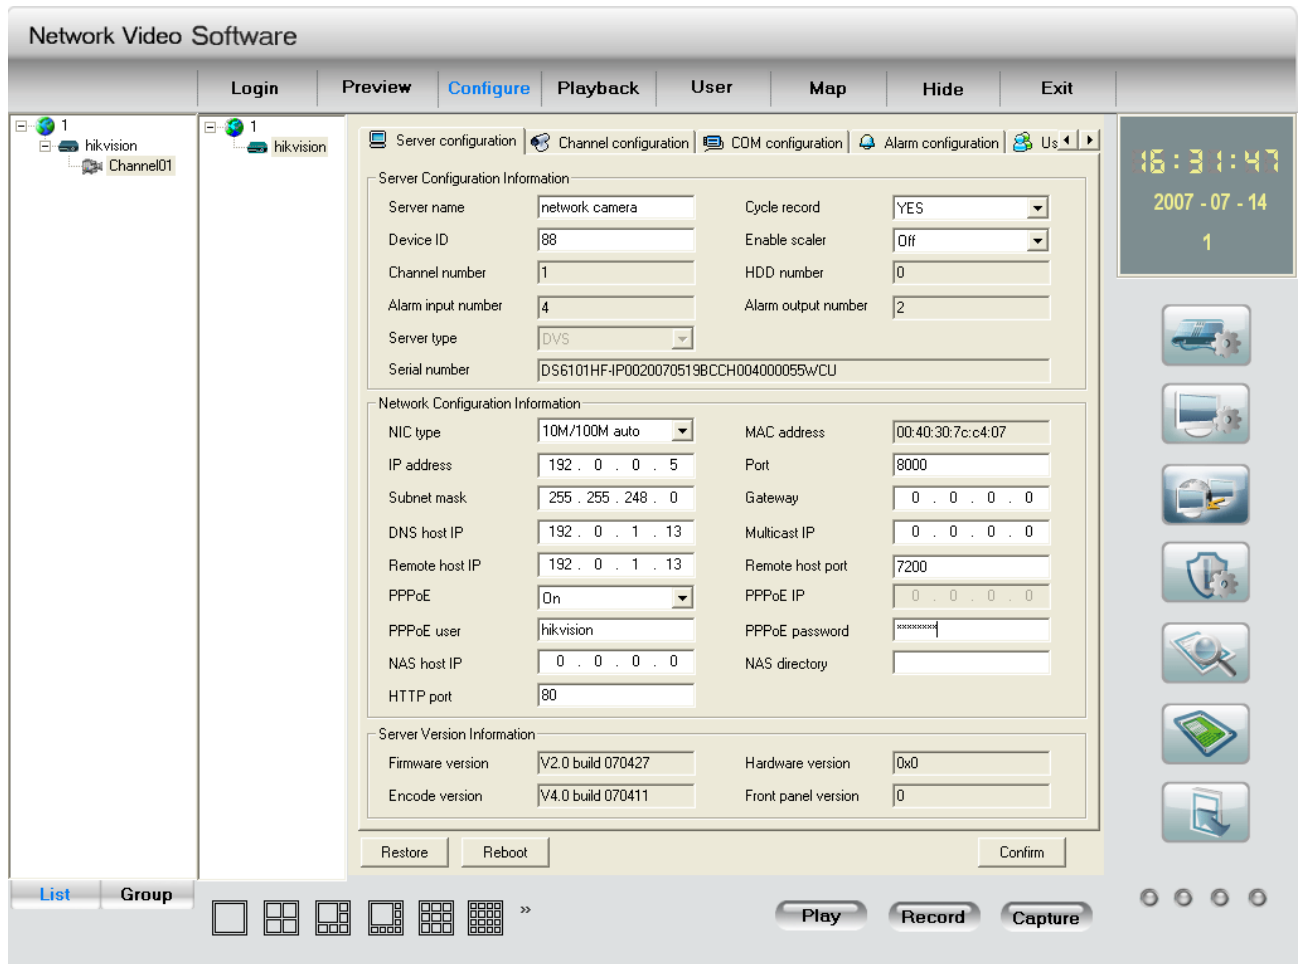 Network Video Software
Login Preview Configure Playback User Map Hide Exit
1
hikvision
Channel01
1
hikvision
Server configuration Channel configuration COM configuration Alarm configuration Us
16:31:47
2007 - 07 - 14
1
Server Configuration Information
Server name network camera Cycle record YES
Device ID 88 Enable scaler Off
Channel number 1 HDD number 0
Alarm input number 4 Alarm output number 2
Server type DVS
Serial number DS6101HF-IP0020070519BCCH004000055WCU
Network Configuration Information
NIC type 10M/100M auto MAC address 00:40:30:7c:c4:07
IP address 192 . 0 . 0 . 5 Port 8000
Subnet mask 255 . 255 . 248 . 0 Gateway 0 . 0 . 0 . 0
DNS host IP 192 . 0 . 1 . 13 Multicast IP 0 . 0 . 0 . 0
Remote host IP 192 . 0 . 1 . 13 Remote host port 7200
PPPoE On PPPoE IP 0 . 0 . 0 . 0
PPPoE user hikvision PPPoE password ********
NAS host IP 0 . 0 . 0 . 0 NAS directory
HTTP port 80
Server Version Information
Firmware version V2.0 build 070427 Hardware version 0x0
Encode version V4.0 build 070411 Front panel version 0
Restore Reboot Confirm
List Group
»
Play Record Capture